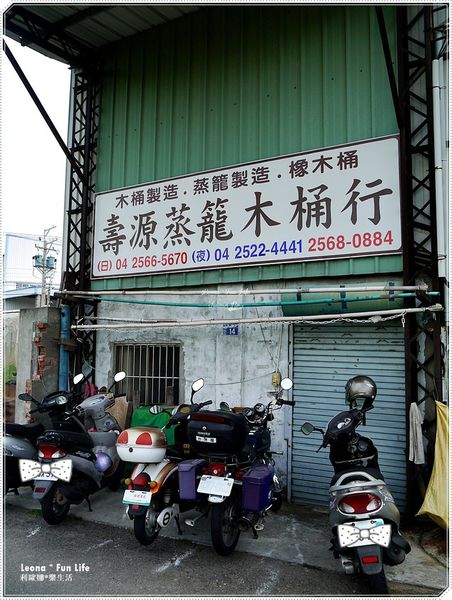 木桶製造．蒸籠製造．橡木桶
壽源蒸籠木桶行
(日) 04 2566-5670 (夜) 04 2522-4441 2568-0884
14
Leona * Fun Life
利歐娜*樂生活